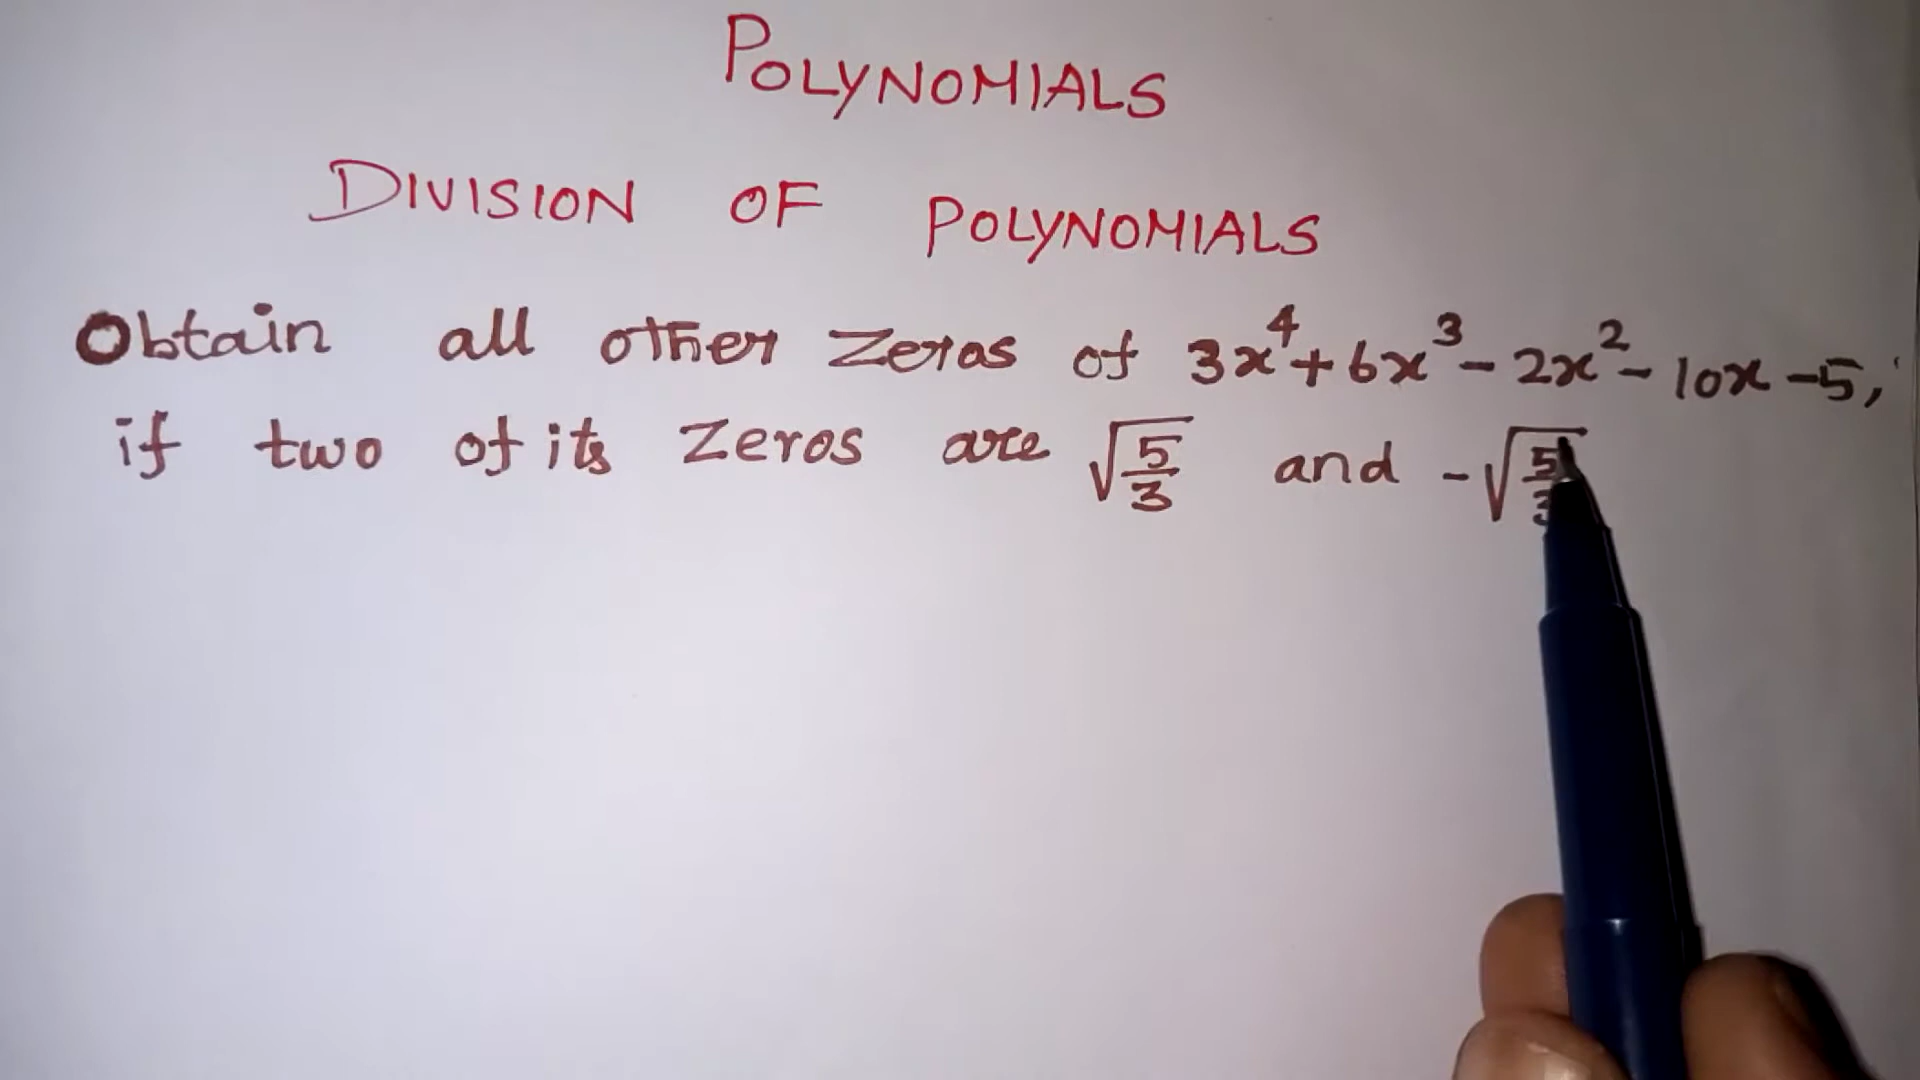 POLYNOMIALS
DIVISION OF POLYNOMIALS
Obtain all other zeros of 3x⁴+6x³-2x²-10x-5,
if two of its zeros are √5/3 and -√5/3